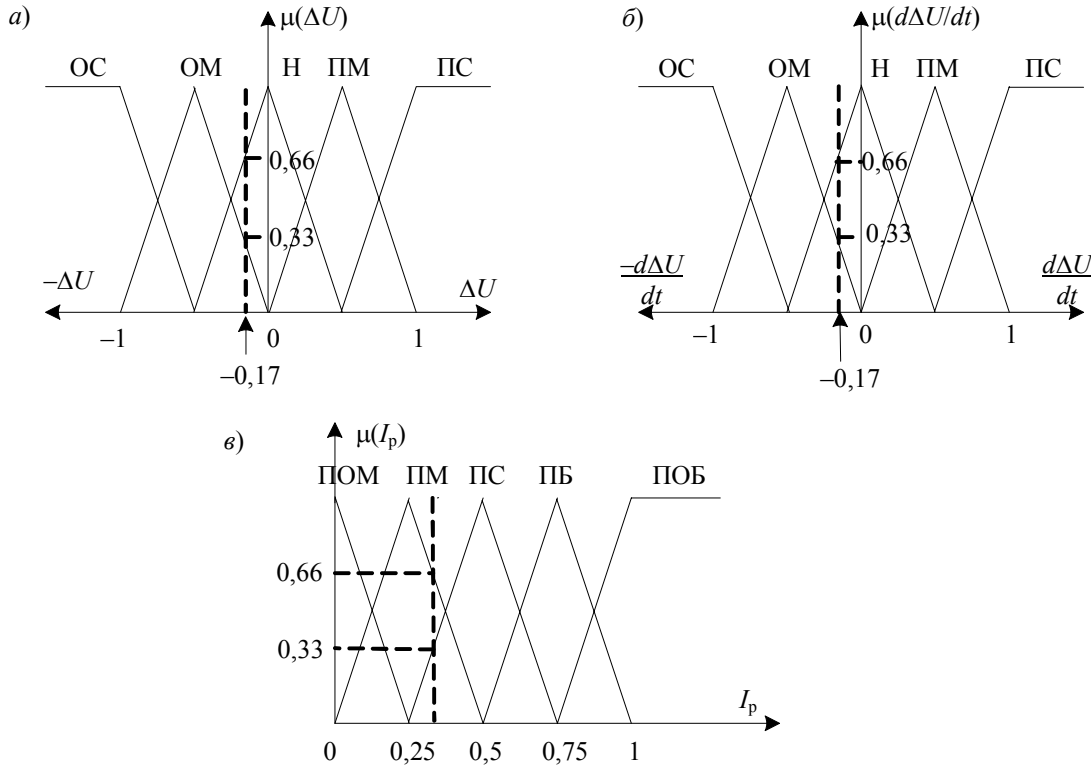 а)
μ(ΔU)
ОС ОМ Н ПМ ПС
0,66
0,33
−ΔU
ΔU
−1 0 1
−0,17
б)
μ(dΔU/dt)
ОС ОМ Н ПМ ПС
0,66
0,33
−dΔU
dt
dΔU
dt
−1 0 1
−0,17
в)
μ(Iр)
ПОМ ПМ ПС ПБ ПОБ
0,66
0,33
Iр
0 0,25 0,5 0,75 1